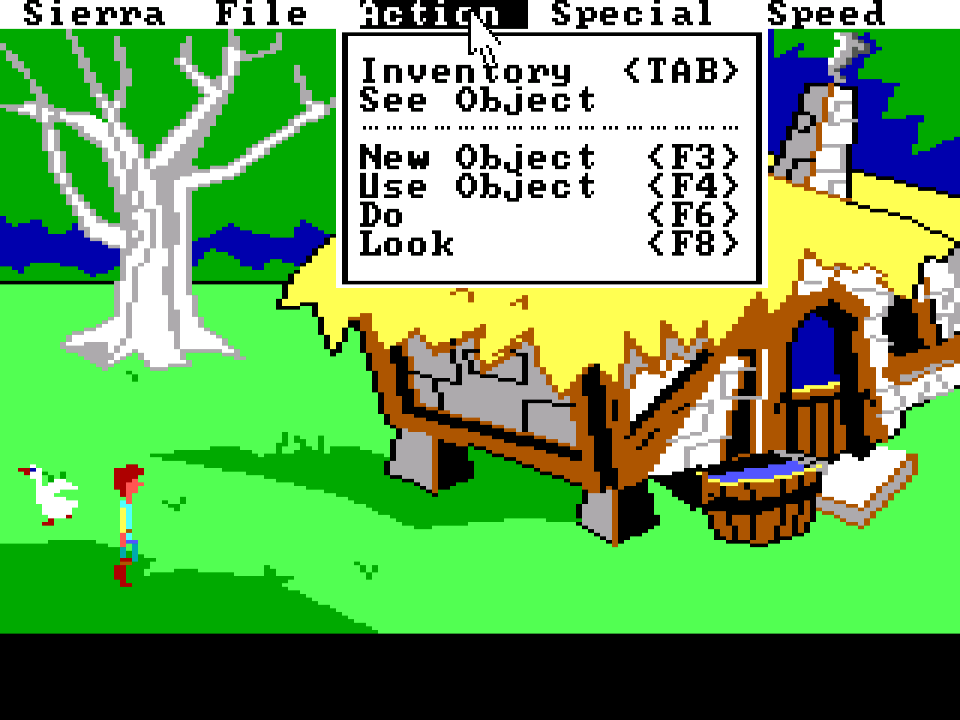 Sierra File Action Special Speed
Inventory <TAB>
See Object
New Object <F3>
Use Object <F4>
Do <F6>
Look <F8>